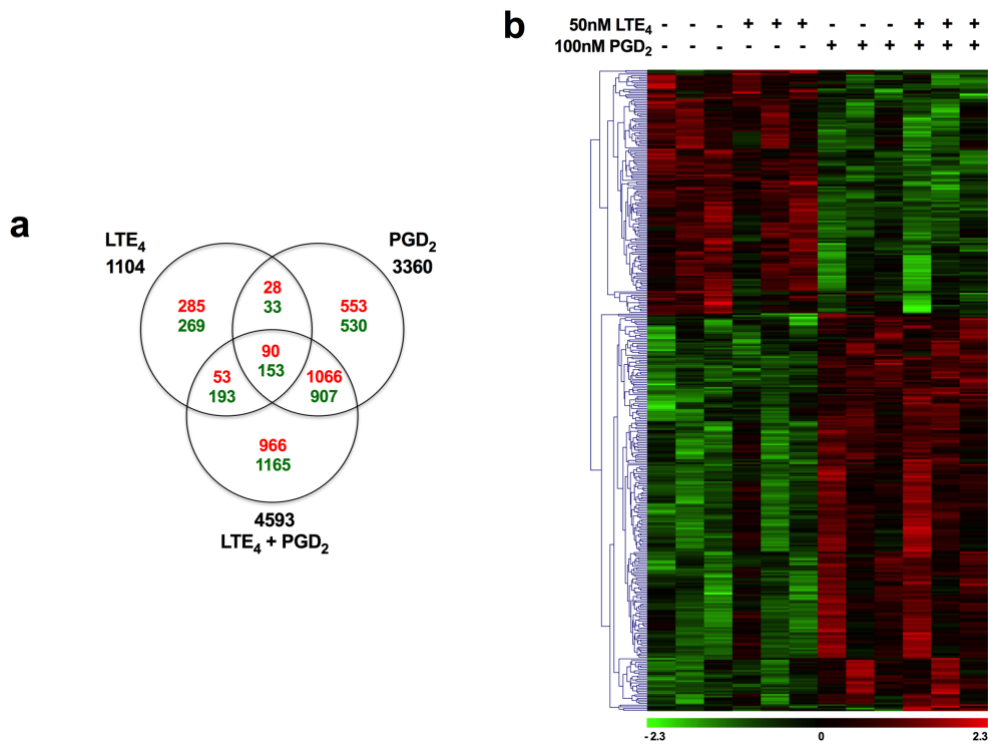 a
LTE4
1104
PGD2
3360
28
33
285
269
553
530
90
153
53
193
1066
907
966
1165
4593
LTE4 + PGD2
b
50nM LTE4 - - - + + + - - - + + +
100nM PGD2 - - - - - - + + + + + +
-2.3 0 2.3